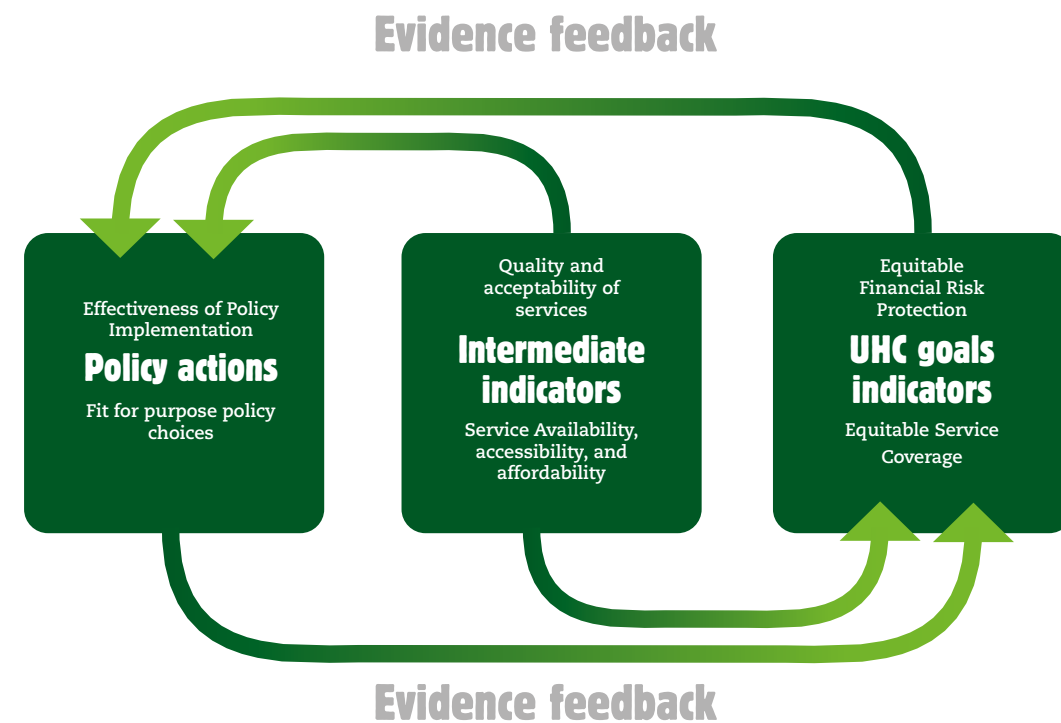 Evidence feedback
Effectiveness of Policy
Implementation
Policy actions
Fit for purpose policy
choices
Quality and
acceptability of
services
Intermediate
indicators
Service Availability,
accessibility, and
affordability
Equitable
Financial Risk
Protection
UHC goals
indicators
Equitable Service
Coverage
Evidence feedback